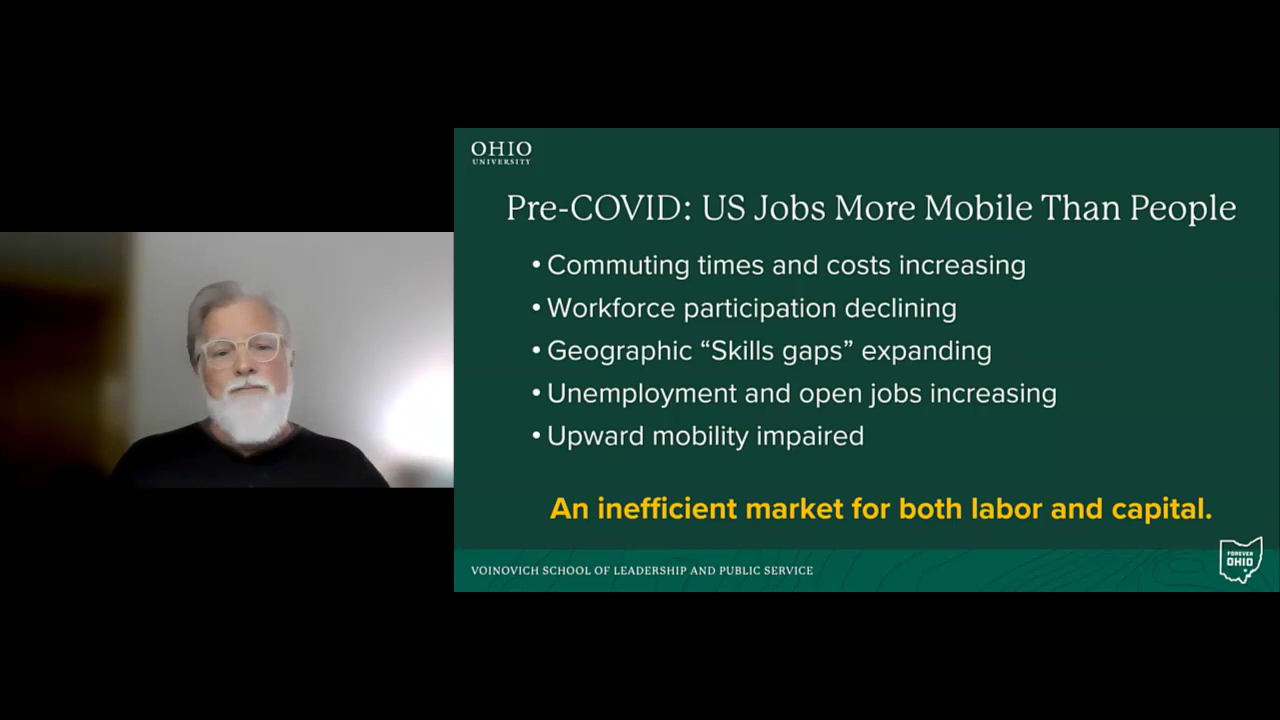 OHIO
UNIVERSITY
Pre-COVID: US Jobs More Mobile Than People
• Commuting times and costs increasing
• Workforce participation declining
• Geographic “Skills gaps” expanding
• Unemployment and open jobs increasing
• Upward mobility impaired
An inefficient market for both labor and capital.
VOINOVICH SCHOOL OF LEADERSHIP AND PUBLIC SERVICE
FOREVER
OHIO